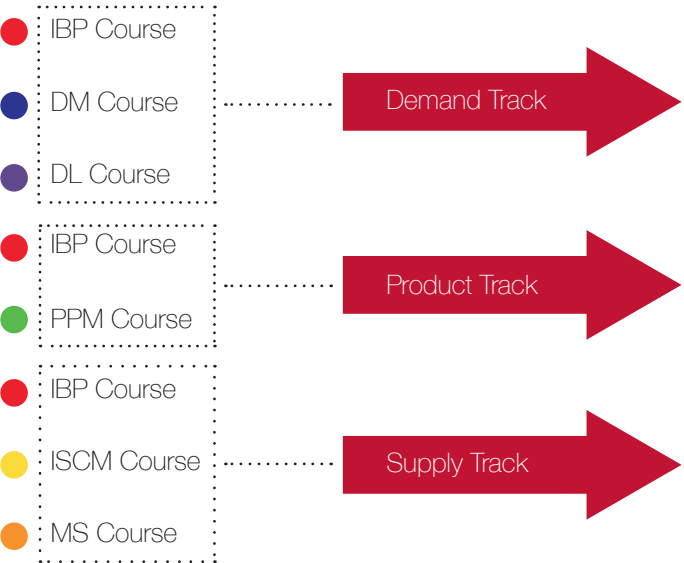 IBP Course
DM Course
DL Course
Demand Track
IBP Course
PPM Course
Product Track
IBP Course
ISCM Course
MS Course
Supply Track